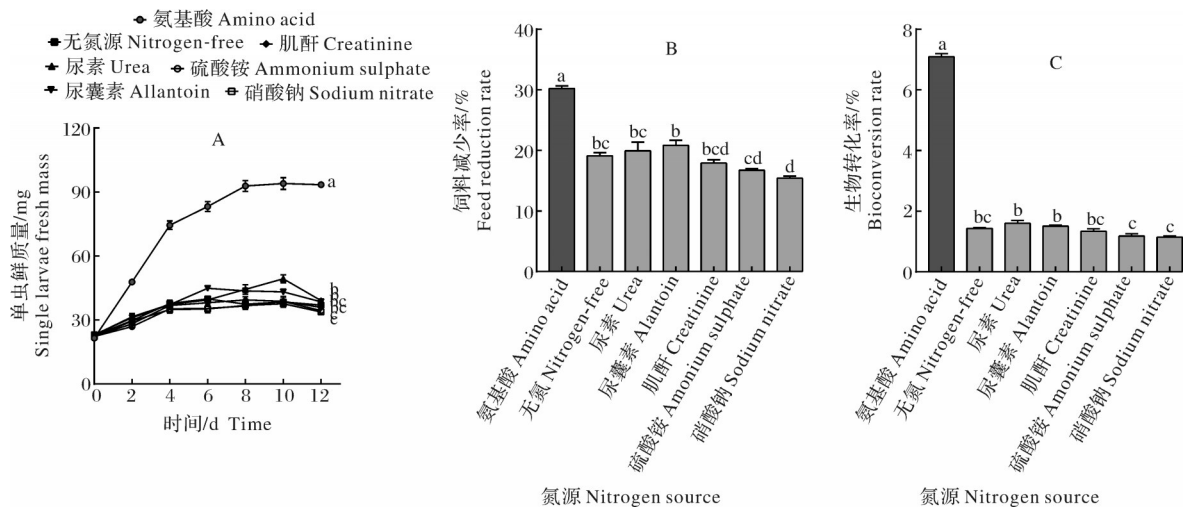 氨基酸 Amino acid
无氮源 Nitrogen-free 肌酐 Creatinine
尿素 Urea 硫酸铵 Ammonium sulphate
尿囊素 Allantoin 硝酸钠 Sodium nitrate
A
单虫鲜质量/mg
Single larvae fresh mass
120
90
60
30
0
a
b
b
bc
bc
c
0 2 4 6 8 10 12
时间/d Time
B
饲料减少率/%
Feed reduction rate
40
30
20
10
0
a
bc
bc
b
bcd
cd
d
氨基酸 Amino acid
无氮 Nitrogen-free
尿素 Urea
尿囊素 Alantoin
肌酐 Creatinine
硫酸铵 Amonium sulphate
硝酸钠 Sodium nitrate
氮源 Nitrogen source
C
生物转化率/%
Bioconversion rate
8
6
4
2
0
a
bc
b
b
bc
c
c
氨基酸 Amino acid
无氮 Nitrogen-free
尿素 Urea
尿囊素 Alantoin
肌酐 Creatinine
硫酸铵 Amonium sulphate
硝酸钠 Sodium nitrate
氮源 Nitrogen source